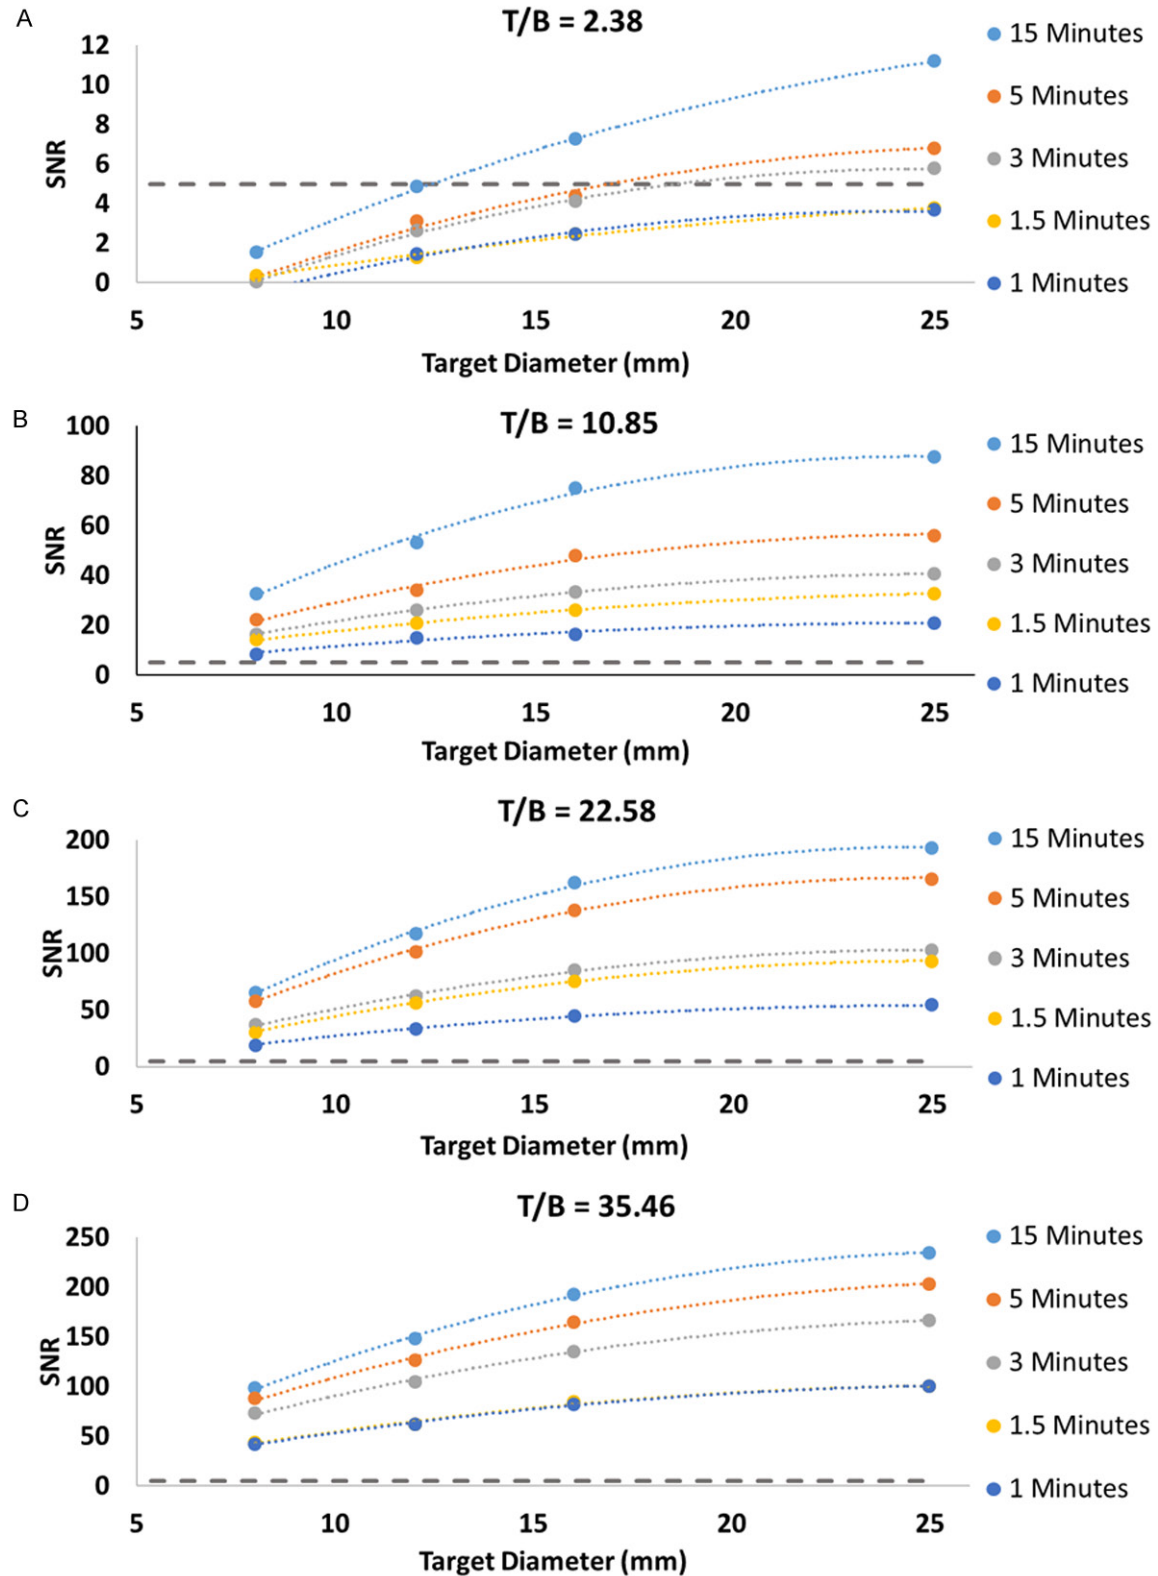 A
T/B = 2.38
12
10
8
6
4
2
0
SNR
5 10 15 20 25
Target Diameter (mm)
15 Minutes
5 Minutes
3 Minutes
1.5 Minutes
1 Minutes
B
T/B = 10.85
100
80
60
40
20
0
SNR
5 10 15 20 25
Target Diameter (mm)
15 Minutes
5 Minutes
3 Minutes
1.5 Minutes
1 Minutes
C
T/B = 22.58
200
150
100
50
0
SNR
5 10 15 20 25
Target Diameter (mm)
15 Minutes
5 Minutes
3 Minutes
1.5 Minutes
1 Minutes
D
T/B = 35.46
250
200
150
100
50
0
SNR
5 10 15 20 25
Target Diameter (mm)
15 Minutes
5 Minutes
3 Minutes
1.5 Minutes
1 Minutes